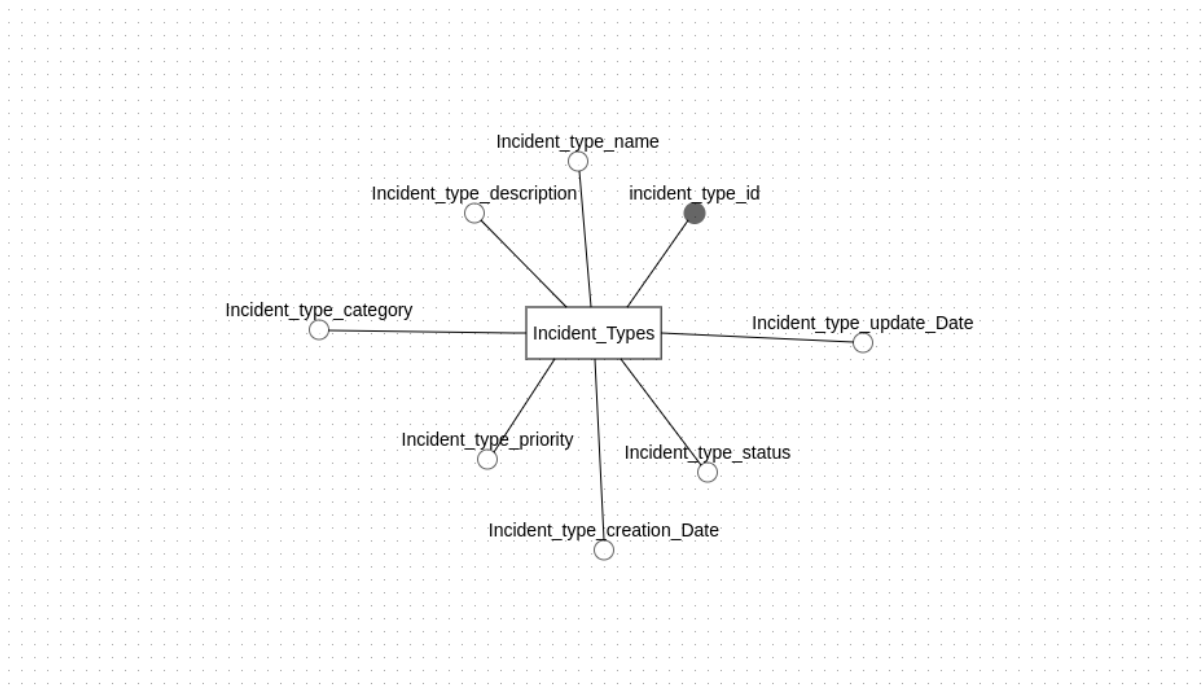 Incident_type_name
Incident_type_description
incident_type_id
Incident_type_category
Incident_type_update_Date
Incident_Types
Incident_type_priority
Incident_type_status
Incident_type_creation_Date